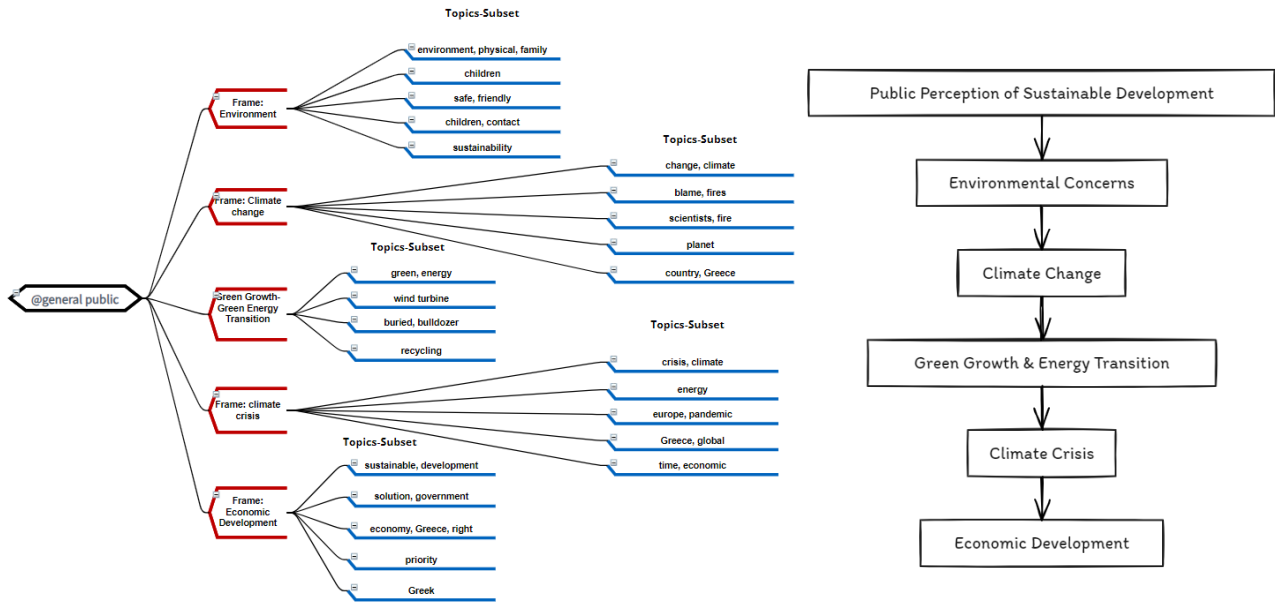 Topics-Subset
environment, physical, family
children
safe, friendly
children, contact
sustainability
Frame:
Environment
Topics-Subset
change, climate
blame, fires
scientists, fire
planet
country, Greece
Frame: Climate
change
Topics-Subset
green, energy
wind turbine
buried, bulldozer
recycling
@general public
Green Growth-
Green Energy
Transition
Topics-Subset
crisis, climate
energy
europe, pandemic
Greece, global
time, economic
Frame: climate
crisis
Topics-Subset
sustainable, development
solution, government
economy, Greece, right
priority
Greek
Frame:
Economic
Development
Public Perception of Sustainable Development
Environmental Concerns
Climate Change
Green Growth & Energy Transition
Climate Crisis
Economic Development